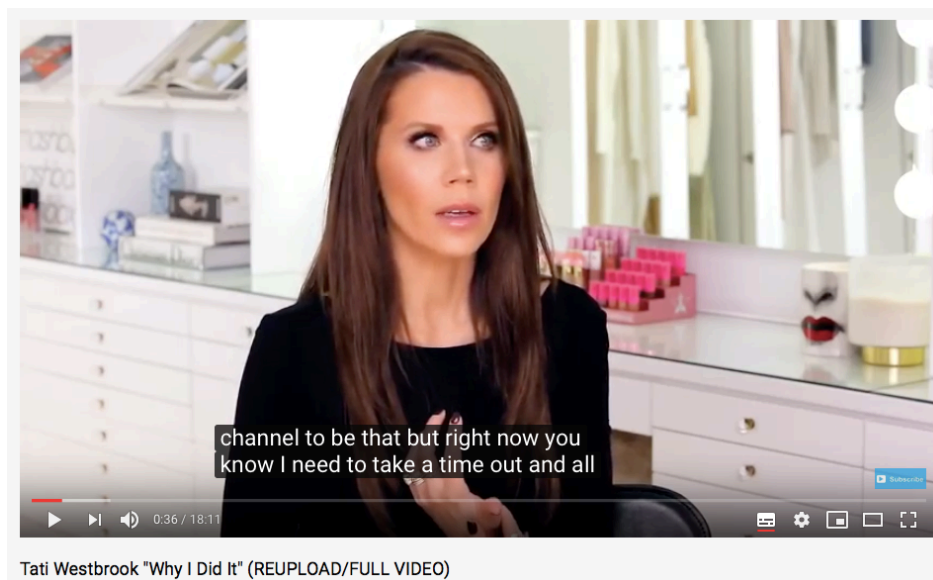 channel to be that but right now you
know I need to take a time out and all
Subscribe
0:36 / 18:11
Tati Westbrook "Why I Did It" (REUPLOAD/FULL VIDEO)